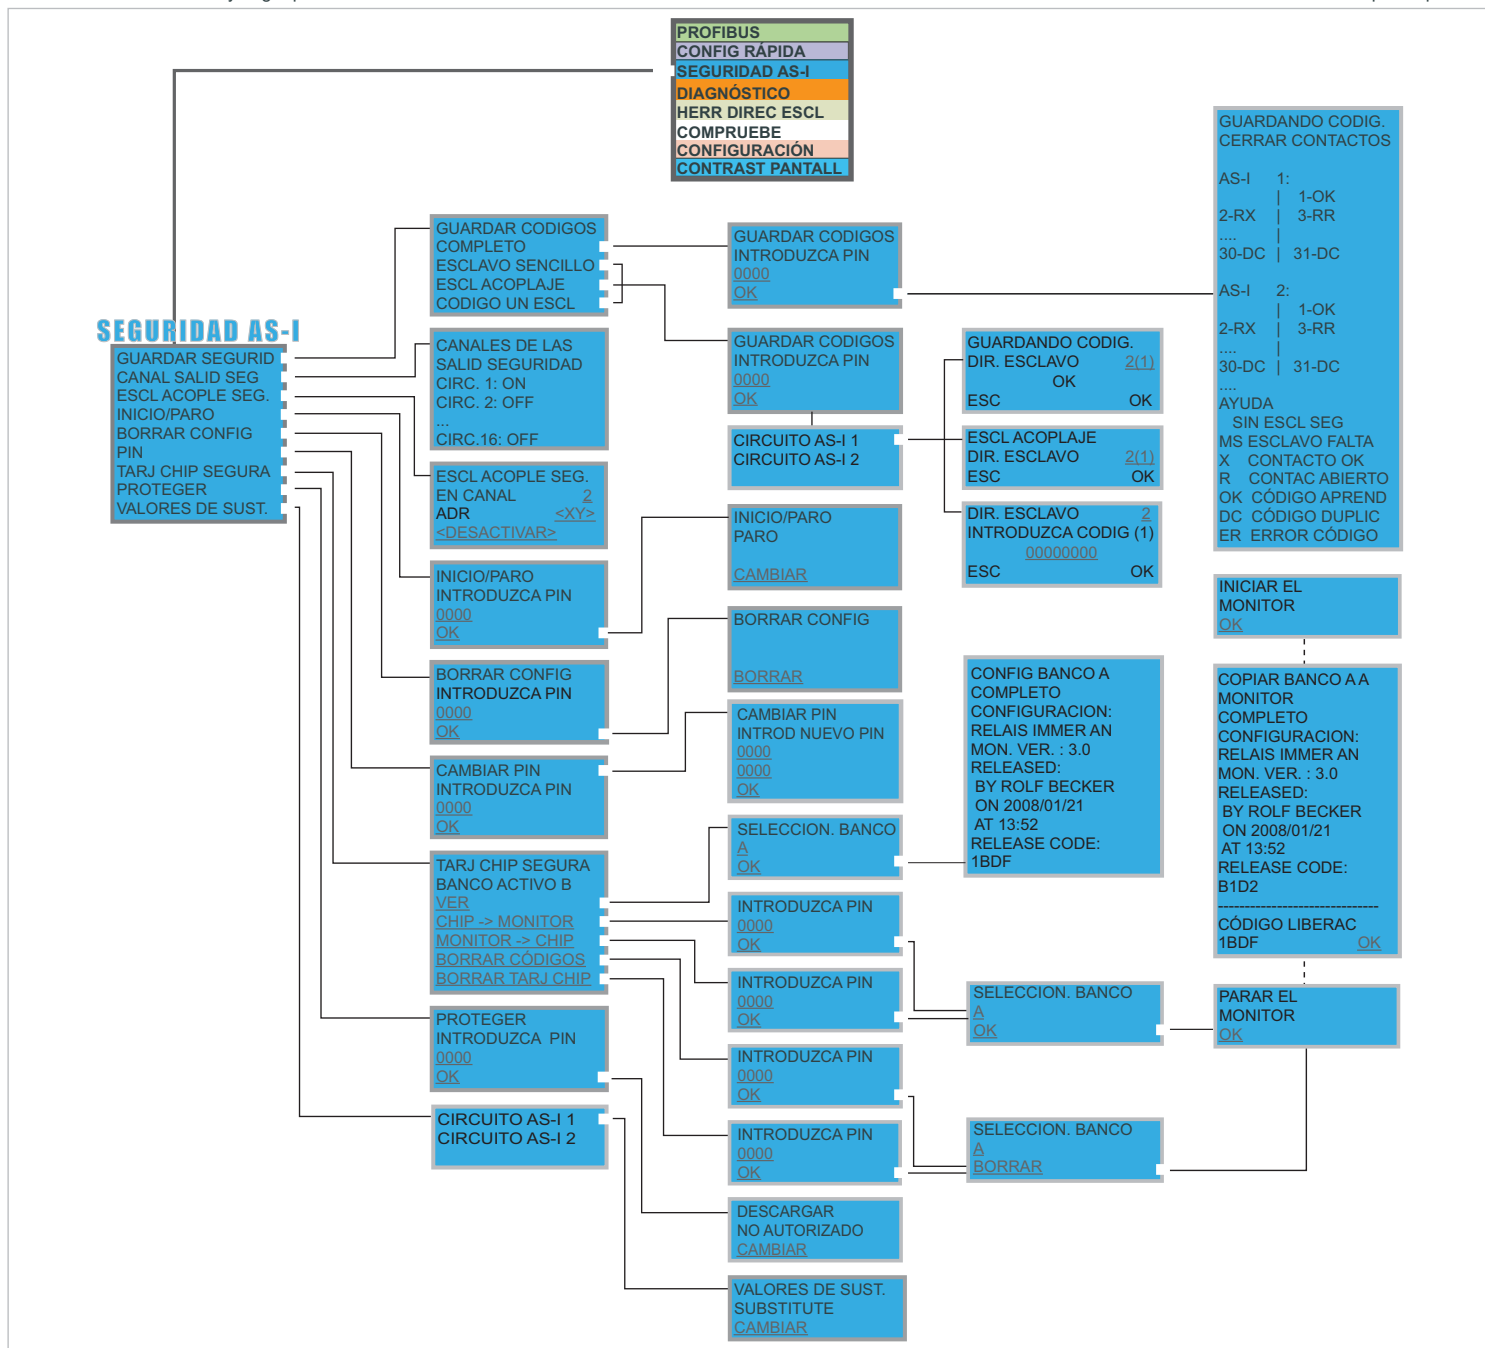 PROFIBUS
CONFIG RÁPIDA
SEGURIDAD AS-I
DIAGNÓSTICO
HERR DIREC ESCL
COMPRUEBE
CONFIGURACIÓN
CONTRAST PANTALL
SEGURIDAD AS-I
GUARDAR SEGURID
CANAL SALID SEG
ESCL ACOPLE SEG.
INICIO/PARO
BORRAR CONFIG
PIN
TARJ CHIP SEGURA
PROTEGER
VALORES DE SUST.
GUARDAR CODIGOS
COMPLETO
ESCLAVO SENCILLO
ESCL ACOPLAJE
CODIGO UN ESCL
CANALES DE LAS
SALID SEGURIDAD
CIRC. 1: ON
CIRC. 2: OFF
...
CIRC.16: OFF
ESCL ACOPLE SEG.
EN CANAL 2
ADR <XY>
<DESACTIVAR>
INICIO/PARO
INTRODUZCA PIN
0000
OK
BORRAR CONFIG
INTRODUZCA PIN
0000
OK
CAMBIAR PIN
INTRODUZCA PIN
0000
OK
TARJ CHIP SEGURA
BANCO ACTIVO B
VER
CHIP -> MONITOR
MONITOR -> CHIP
BORRAR CÓDIGOS
BORRAR TARJ CHIP
PROTEGER
INTRODUZCA PIN
0000
OK
CIRCUITO AS-I 1
CIRCUITO AS-I 2
GUARDAR CODIGOS
INTRODUZCA PIN
0000
OK
GUARDAR CODIGOS
INTRODUZCA PIN
0000
OK
CIRCUITO AS-I 1
CIRCUITO AS-I 2
INICIO/PARO
PARO
CAMBIAR
BORRAR CONFIG
BORRAR
CAMBIAR PIN
INTROD NUEVO PIN
0000
0000
OK
SELECCION. BANCO
A
OK
INTRODUZCA PIN
0000
OK
INTRODUZCA PIN
0000
OK
INTRODUZCA PIN
0000
OK
INTRODUZCA PIN
0000
OK
DESCARGAR
NO AUTORIZADO
CAMBIAR
VALORES DE SUST.
SUBSTITUTE
CAMBIAR
GUARDANDO CODIG.
DIR. ESCLAVO 2(1)
OK
ESC OK
ESCL ACOPLAJE
DIR. ESCLAVO 2(1)
ESC OK
DIR. ESCLAVO 2
INTRODUZCA CODIG (1)
00000000
ESC OK
CONFIG BANCO A
COMPLETO
CONFIGURACION:
RELAIS IMMER AN
MON. VER. : 3.0
RELEASED:
BY ROLF BECKER
ON 2008/01/21
AT 13:52
RELEASE CODE:
1BDF
SELECCION. BANCO
A
OK
SELECCION. BANCO
A
BORRAR
GUARDANDO CODIG.
CERRAR CONTACTOS
AS-I 1:
| 1-OK
2-RX | 3-RR
.... |
30-DC | 31-DC
AS-I 2:
| 1-OK
2-RX | 3-RR
.... |
30-DC | 31-DC
....
AYUDA
SIN ESCL SEG
MS ESCLAVO FALTA
X CONTACTO OK
R CONTAC ABIERTO
OK CÓDIGO APREND
DC CÓDIGO DUPLIC
ER ERROR CÓDIGO
INICIAR EL
MONITOR
OK
COPIAR BANCO A A
MONITOR
COMPLETO
CONFIGURACION:
RELAIS IMMER AN
MON. VER. : 3.0
RELEASED:
BY ROLF BECKER
ON 2008/01/21
AT 13:52
RELEASE CODE:
B1D2
-----------------------------
CÓDIGO LIBERAC
1BDF OK
PARAR EL
MONITOR
OK